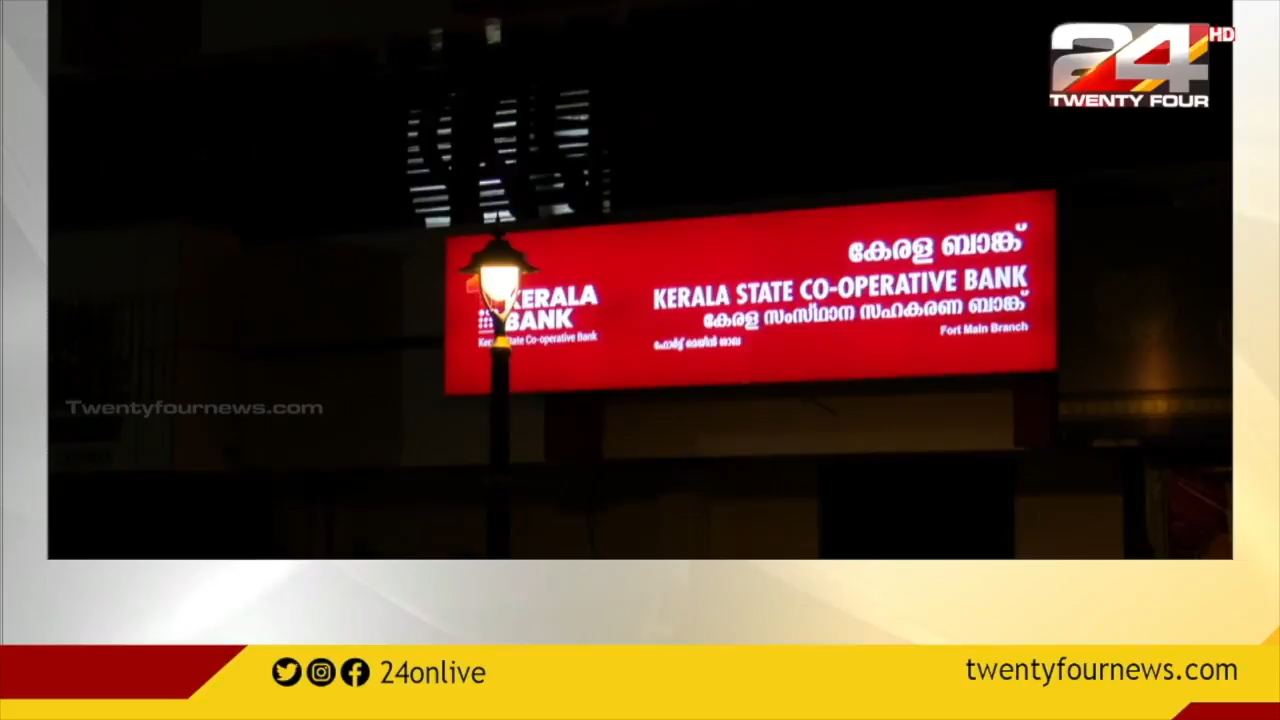 24 HD
TWENTY FOUR
കേരള ബാങ്ക്
KERALA STATE CO-OPERATIVE BANK
കേരള സംസ്ഥാന സഹകരണ ബാങ്ക്
Fort Main Branch
ഫോർട്ട് മെയിൻ ശാഖ
KERALA
BANK
Kerala State Co-operative Bank
Twentyfournews.com
24onlive
twentyfournews.com